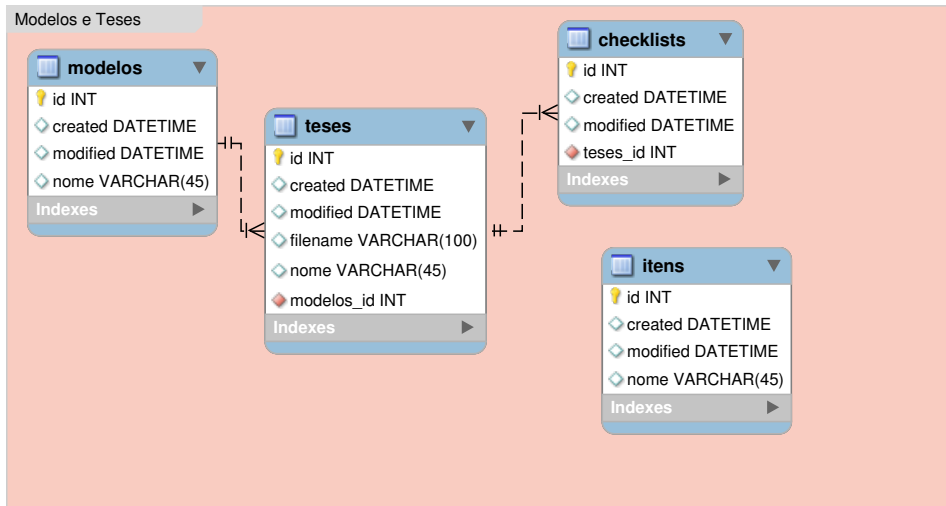 Modelos e Teses
modelos
id INT
created DATETIME
modified DATETIME
nome VARCHAR(45)
Indexes
teses
id INT
created DATETIME
modified DATETIME
filename VARCHAR(100)
nome VARCHAR(45)
modelos_id INT
Indexes
checklists
id INT
created DATETIME
modified DATETIME
teses_id INT
Indexes
itens
id INT
created DATETIME
modified DATETIME
nome VARCHAR(45)
Indexes